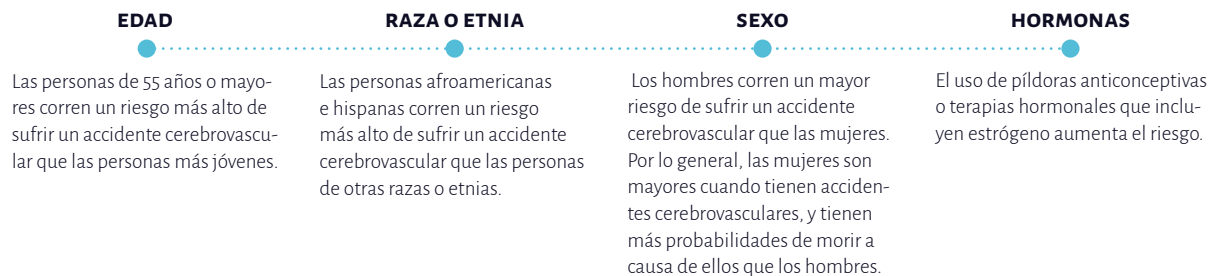 EDAD
Las personas de 55 años o mayo-
res corren un riesgo más alto de
sufrir un accidente cerebrovascu-
lar que las personas más jóvenes.
RAZA O ETNIA
Las personas afroamericanas
e hispanas corren un riesgo
más alto de sufrir un accidente
cerebrovascular que las personas
de otras razas o etnias.
SEXO
Los hombres corren un mayor
riesgo de sufrir un accidente
cerebrovascular que las mujeres.
Por lo general, las mujeres son
mayores cuando tienen acciden-
tes cerebrovasculares, y tienen
más probabilidades de morir a
causa de ellos que los hombres.
HORMONAS
El uso de píldoras anticonceptivas
o terapias hormonales que inclu-
yen estrógeno aumenta el riesgo.